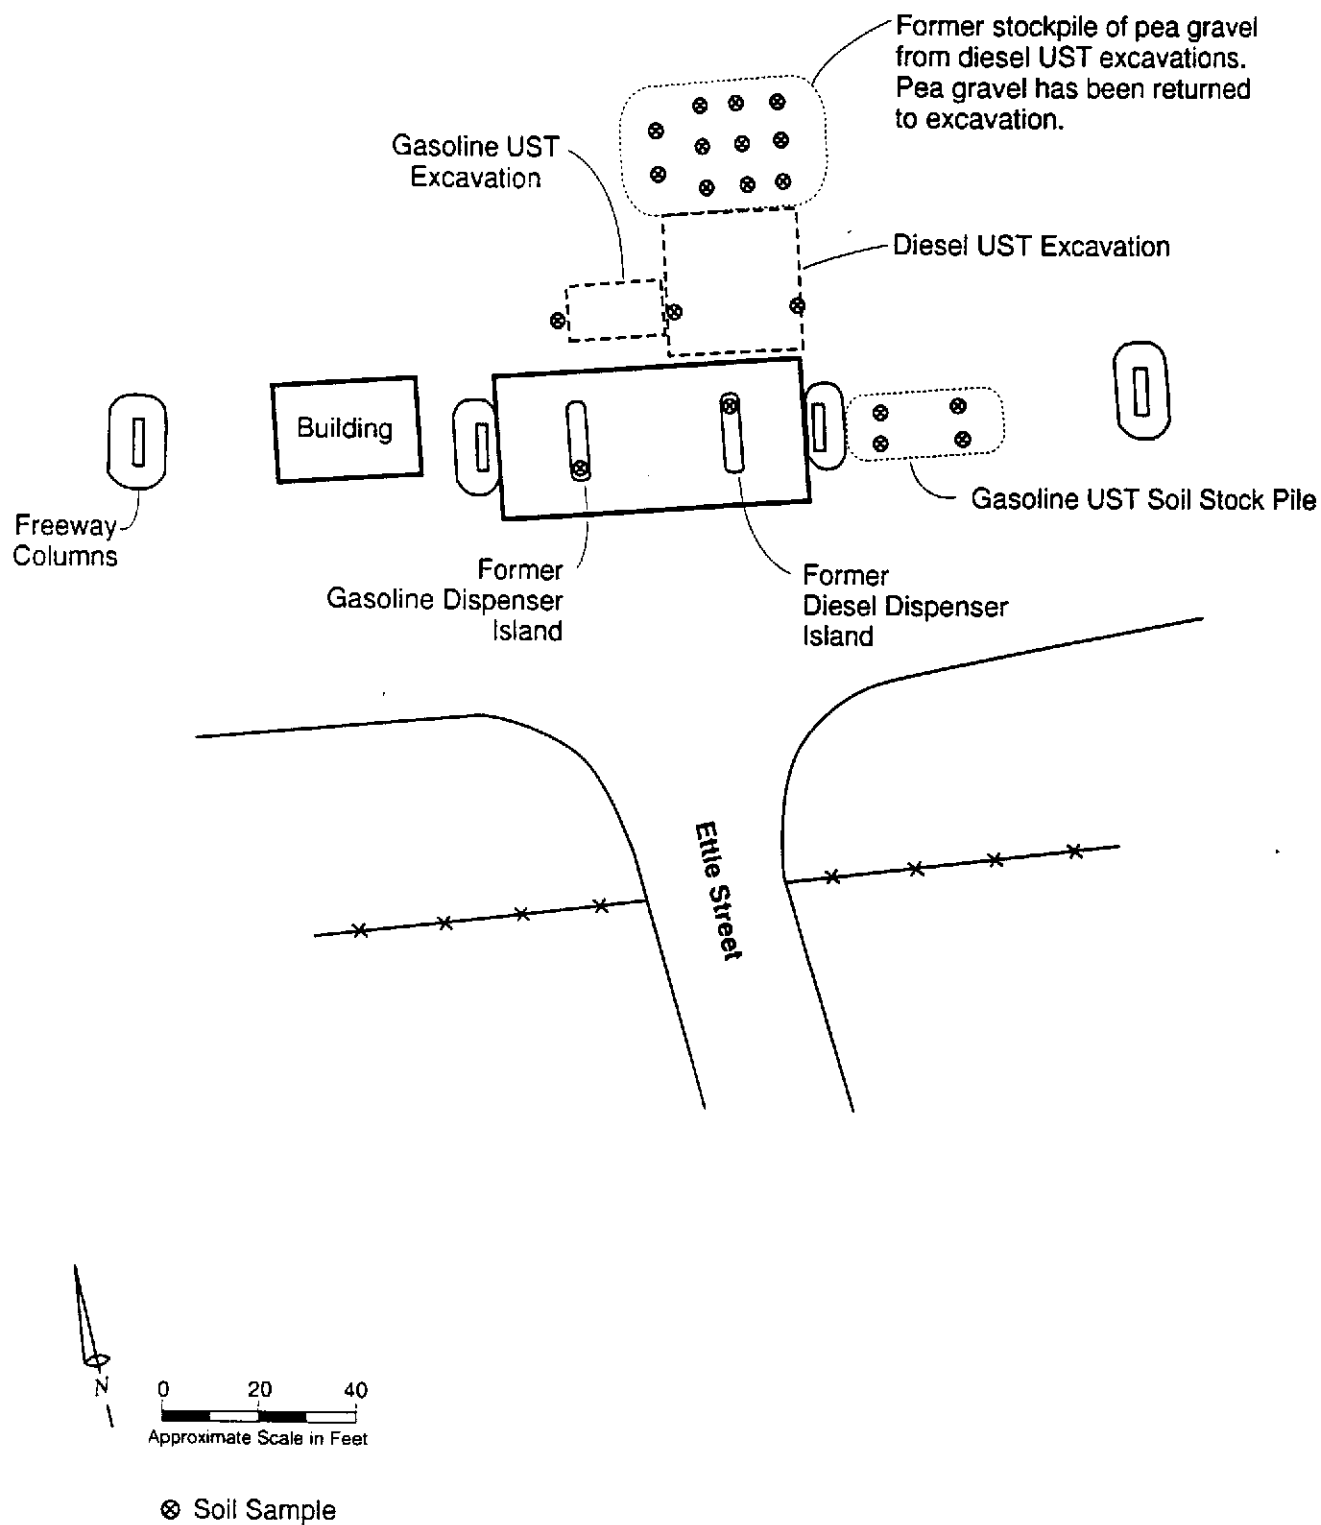 Former stockpile of pea gravel
from diesel UST excavations.
Pea gravel has been returned
to excavation.
Gasoline UST
Excavation
Diesel UST Excavation
Building
Gasoline UST Soil Stock Pile
Freeway
Columns
Former
Gasoline Dispenser
Island
Former
Diesel Dispenser
Island
Ettle Street
N
0 20 40
Approximate Scale in Feet
Soil Sample